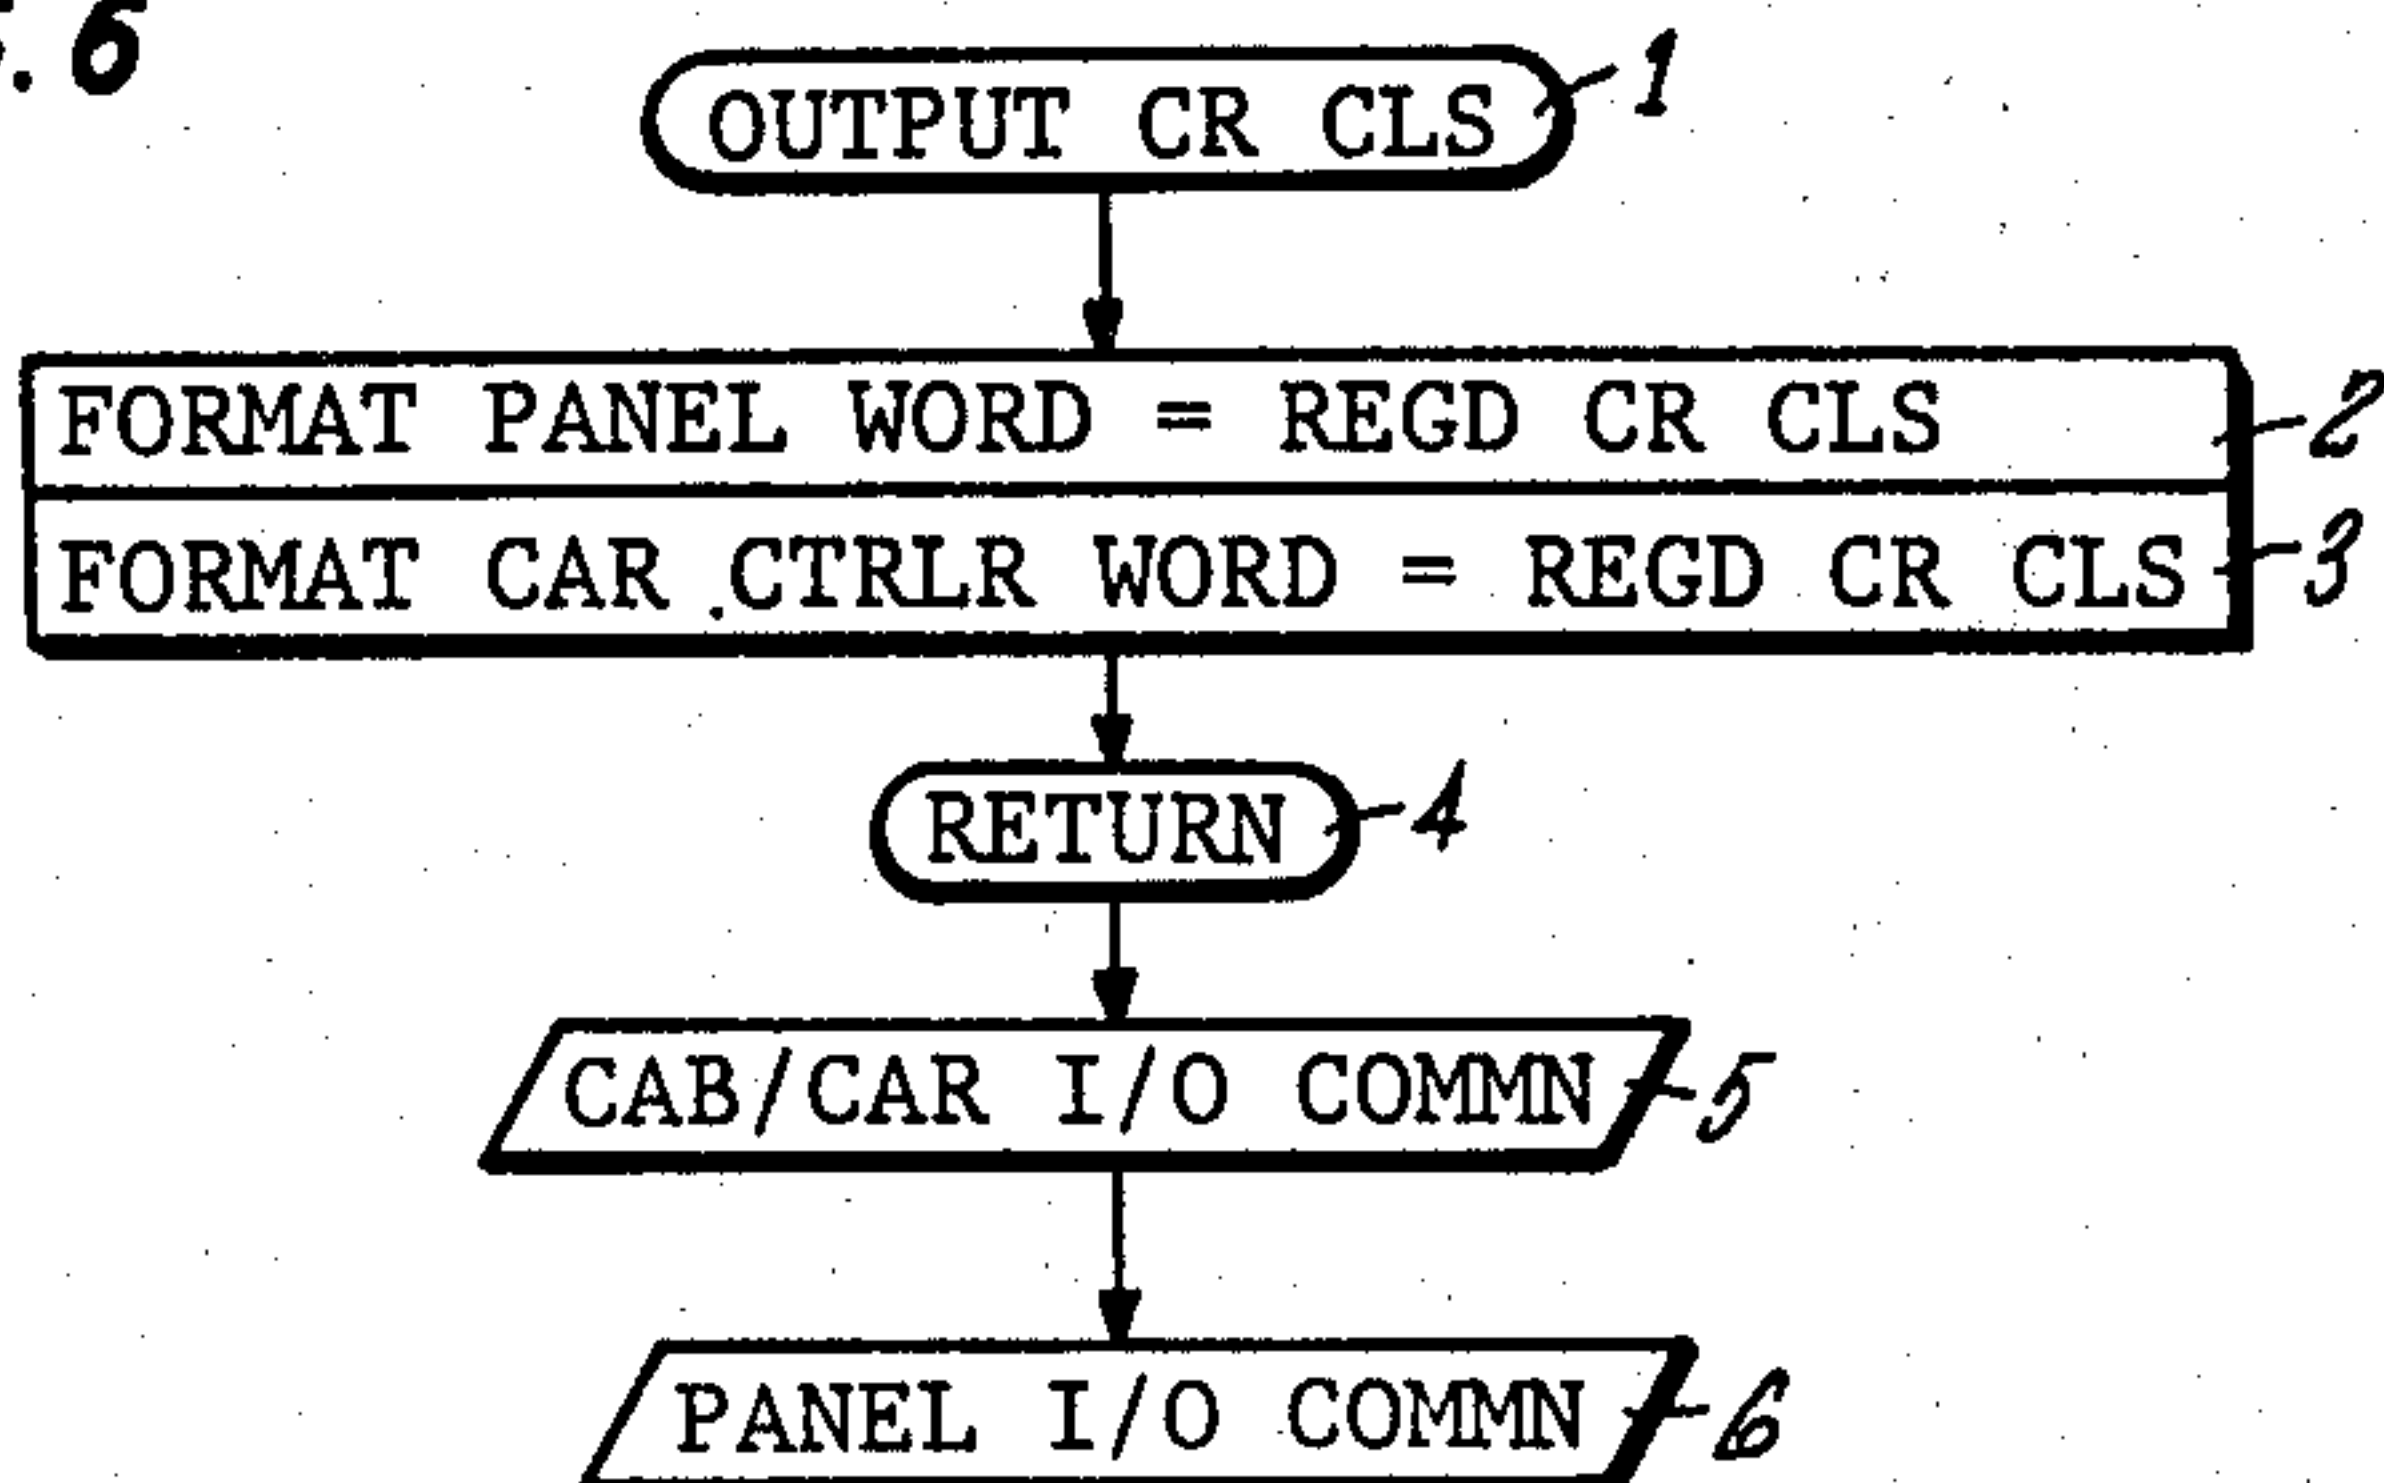 . 6
OUTPUT CR CLS 1
FORMAT PANEL WORD = REGD CR CLS 2
FORMAT CAR CTRLR WORD = REGD CR CLS 3
RETURN 4
CAB/CAR I/O COMMN 5
PANEL I/O COMMN 6